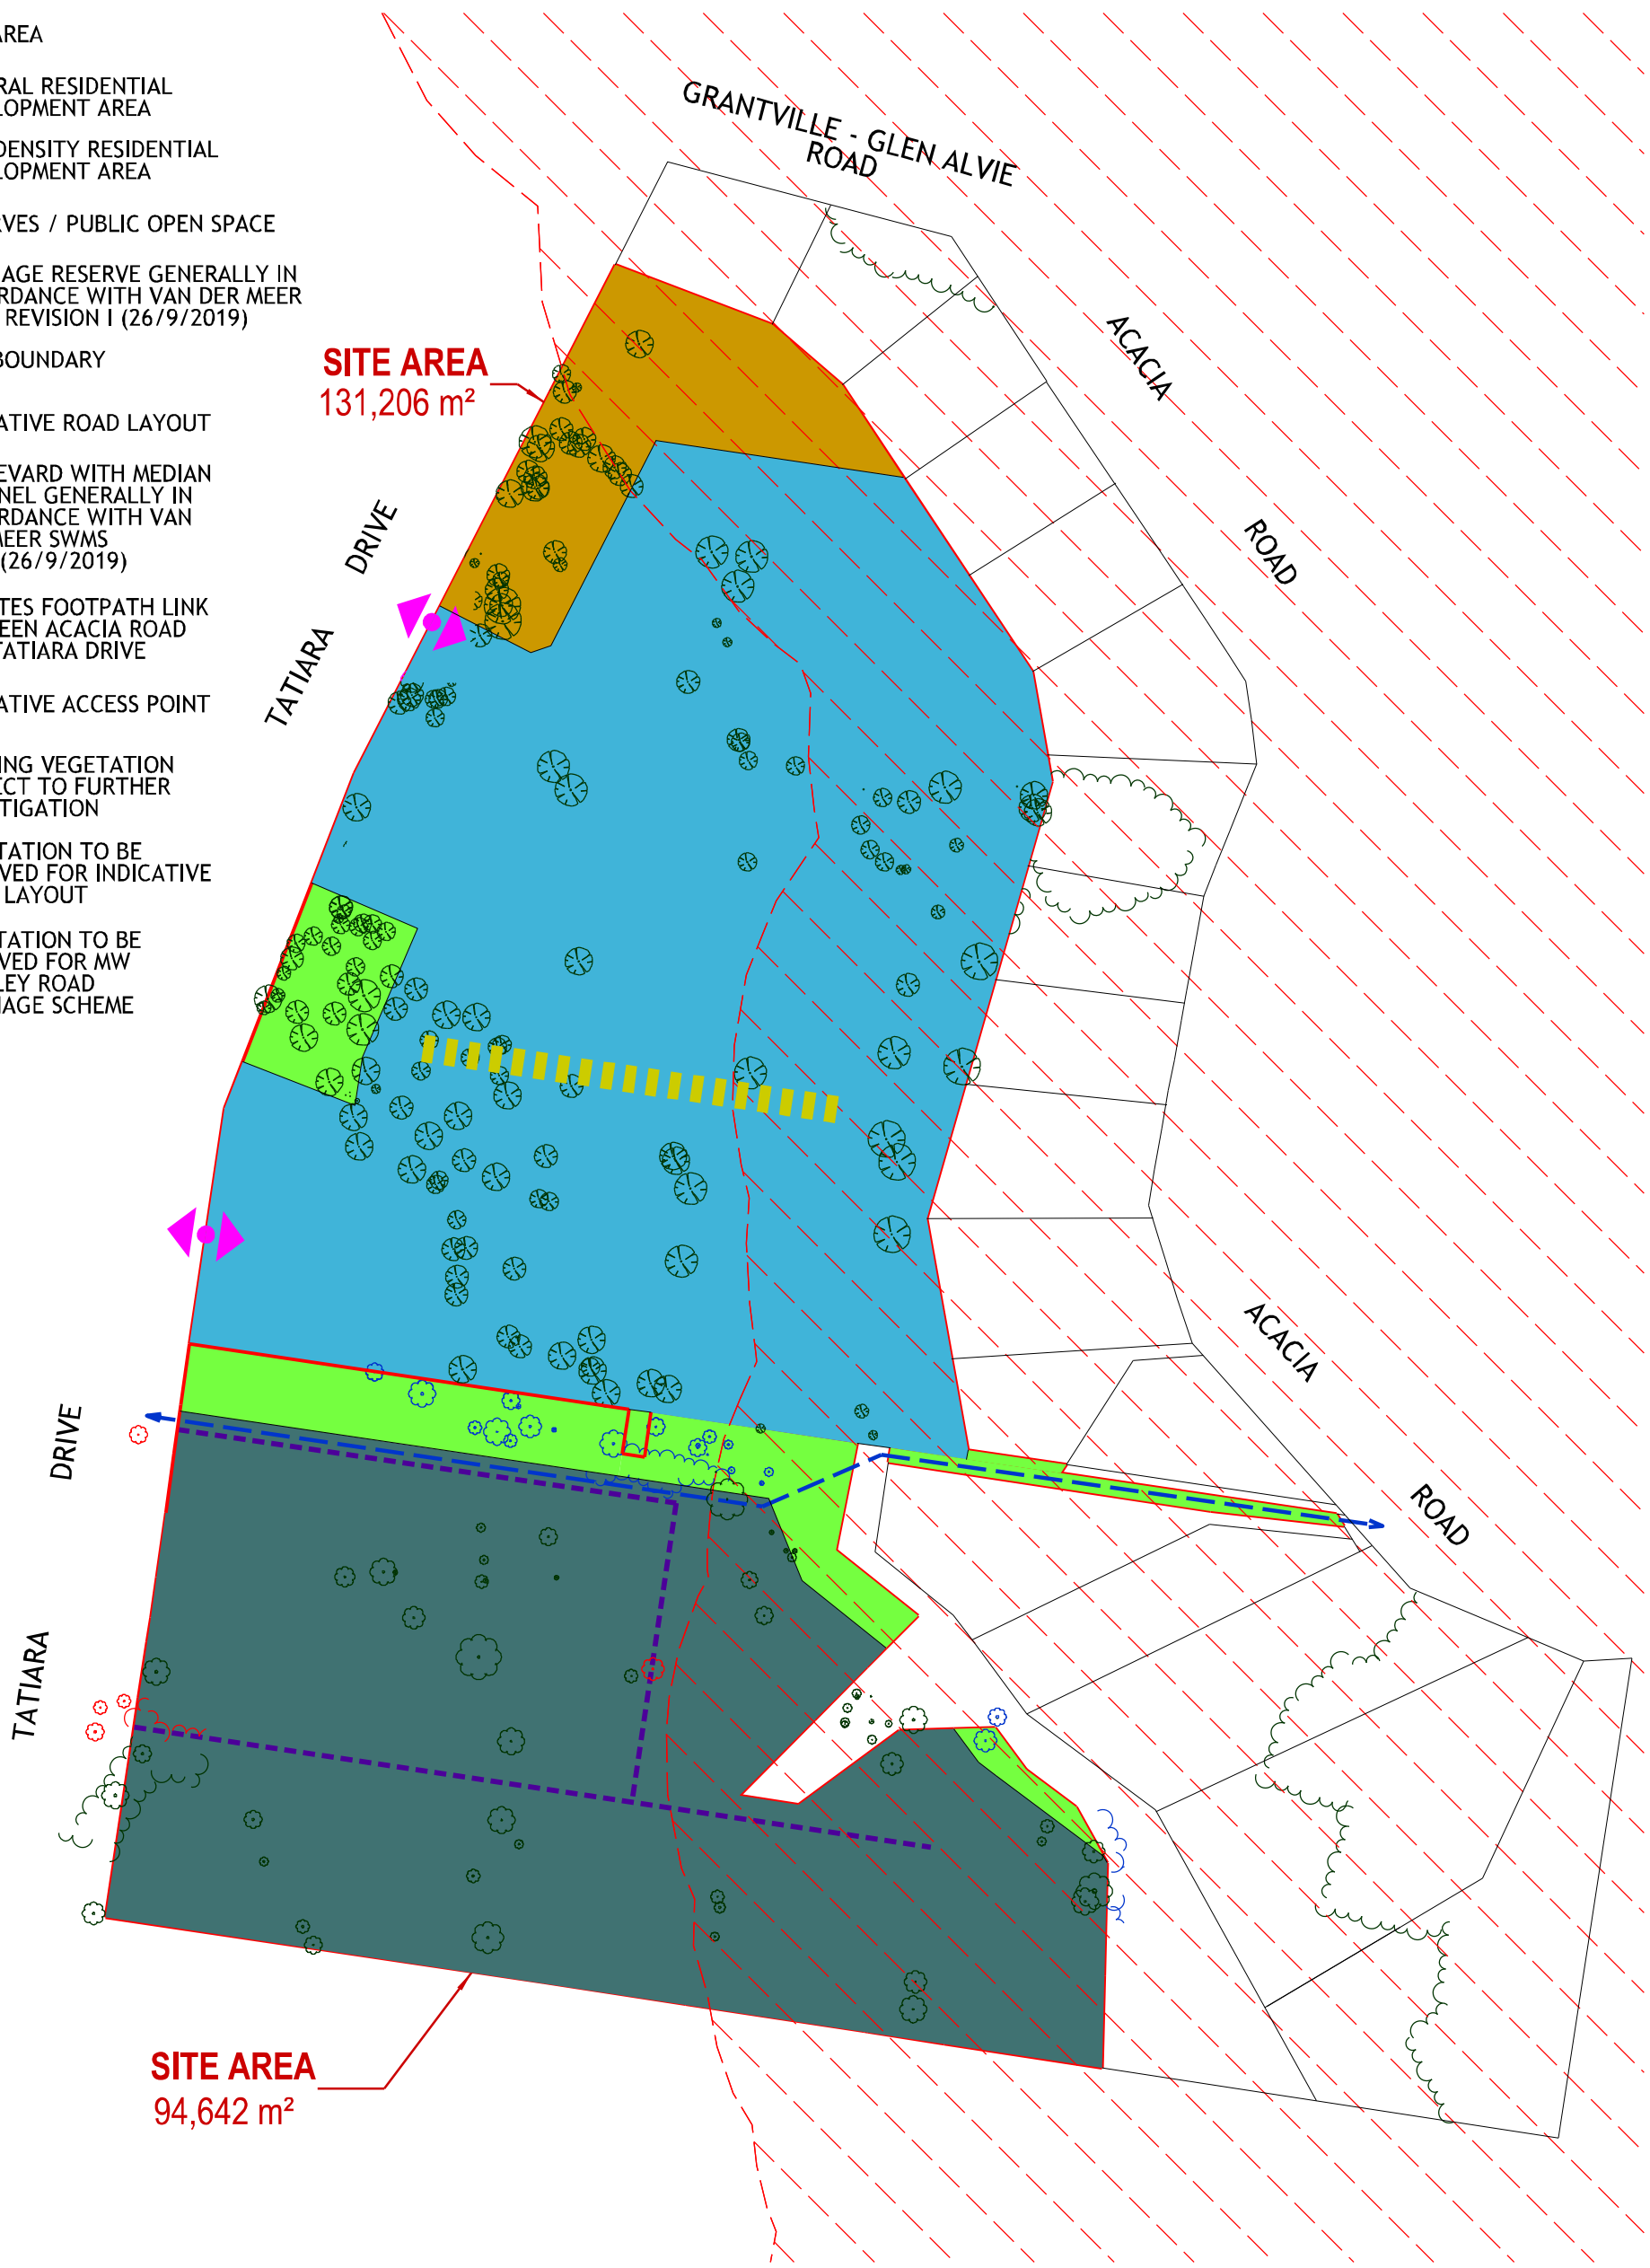 AREA
RAL RESIDENTIAL
LOPMENT AREA
DENSITY RESIDENTIAL
LOPMENT AREA
RVES / PUBLIC OPEN SPACE
AGE RESERVE GENERALLY IN
RDANCE WITH VAN DER MEER
REVISION I (26/9/2019)
BOUNDARY
ATIVE ROAD LAYOUT
EVARD WITH MEDIAN
NEL GENERALLY IN
RDANCE WITH VAN
MEER SWMS
(26/9/2019)
TES FOOTPATH LINK
EEN ACACIA ROAD
TATIARA DRIVE
ATIVE ACCESS POINT
ING VEGETATION
ECT TO FURTHER
TIGATION
TATION TO BE
VED FOR INDICATIVE
LAYOUT
TATION TO BE
VED FOR MW
LEY ROAD
NAGE SCHEME
GRANTVILLE - GLEN ALVIE
ROAD
ACACIA
ROAD
SITE AREA
131,206 m²
DRIVE
TATIARA
ACACIA
ROAD
DRIVE
TATIARA
SITE AREA
94,642 m²